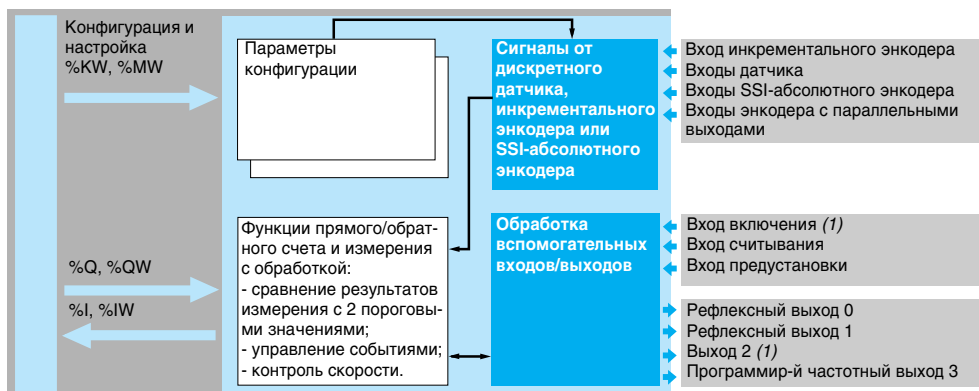 Конфигурация и
настройка
%KW, %MW
Параметры
конфигурации
Сигналы от
дискретного
датчика,
инкрементального
энкодера или
SSI-абсолютного
энкодера
Вход инкрементального энкодера
Входы датчика
Входы SSI-абсолютного энкодера
Входы энкодера с параллельными
выходами
%Q, %QW
%I, %IW
Функции прямого/обрат-
ного счета и измерения
с обработкой:
- сравнение результатов
измерения с 2 пороговы-
ми значениями;
- управление событиями;
- контроль скорости.
Обработка
вспомогательных
входов/выходов
Вход включения (1)
Вход считывания
Вход предустановки
Рефлексный выход 0
Рефлексный выход 1
Выход 2 (1)
Программир-й частотный выход 3